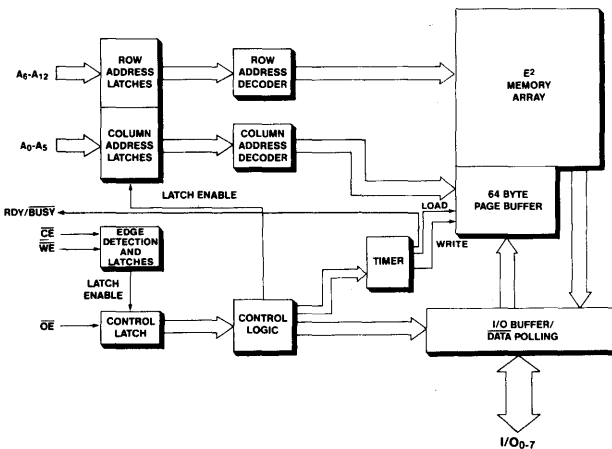 A6-A12
ROW
ADDRESS
LATCHES
ROW
ADDRESS
DECODER
E2
MEMORY
ARRAY
A0-A5
COLUMN
ADDRESS
LATCHES
COLUMN
ADDRESS
DECODER
64 BYTE
PAGE BUFFER
LATCH ENABLE
LOAD
RDY/BUSY
CE
WE
EDGE
DETECTION
AND
LATCHES
TIMER
WRITE
LATCH
ENABLE
OE
CONTROL
LATCH
CONTROL
LOGIC
I/O BUFFER/
DATA POLLING
I/O0-7